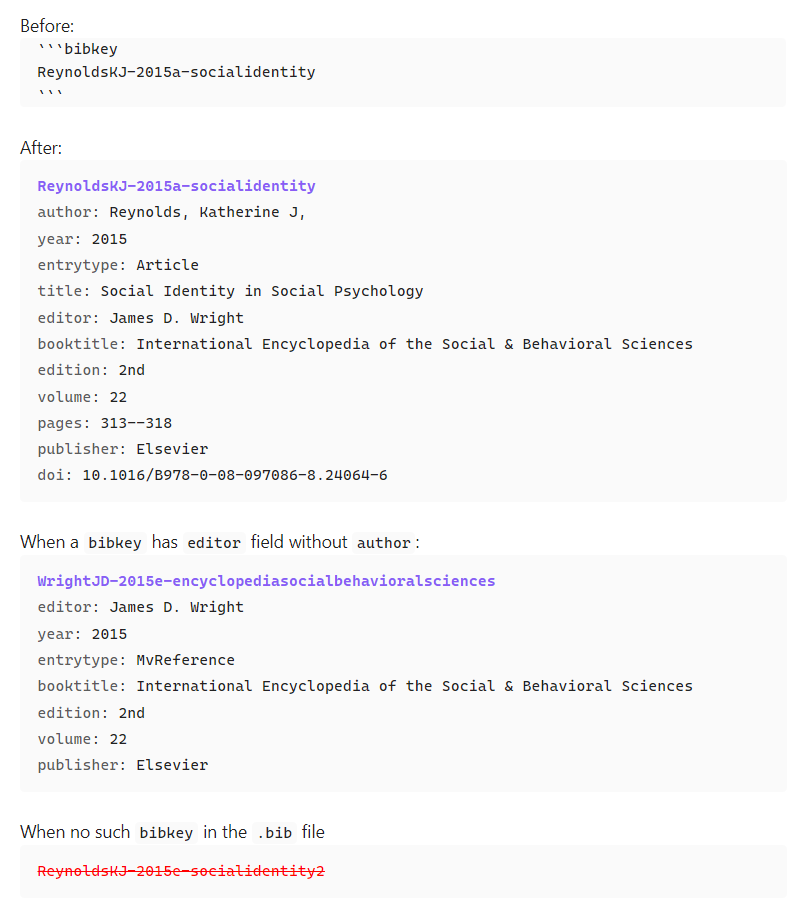 Before:
```bibkey
ReynoldsKJ-2015a-socialidentity
```
After:
ReynoldsKJ-2015a-socialidentity
author: Reynolds, Katherine J,
year: 2015
entrytype: Article
title: Social Identity in Social Psychology
editor: James D. Wright
booktitle: International Encyclopedia of the Social & Behavioral Sciences
edition: 2nd
volume: 22
pages: 313--318
publisher: Elsevier
doi: 10.1016/B978-0-08-097086-8.24064-6
When a bibkey has editor field without author:
WrightJD-2015e-encyclopediasocialbehavioralsciences
editor: James D. Wright
year: 2015
entrytype: MvReference
booktitle: International Encyclopedia of the Social & Behavioral Sciences
edition: 2nd
volume: 22
publisher: Elsevier
When no such bibkey in the .bib file
ReynoldsKJ-2015e-socialidentity2